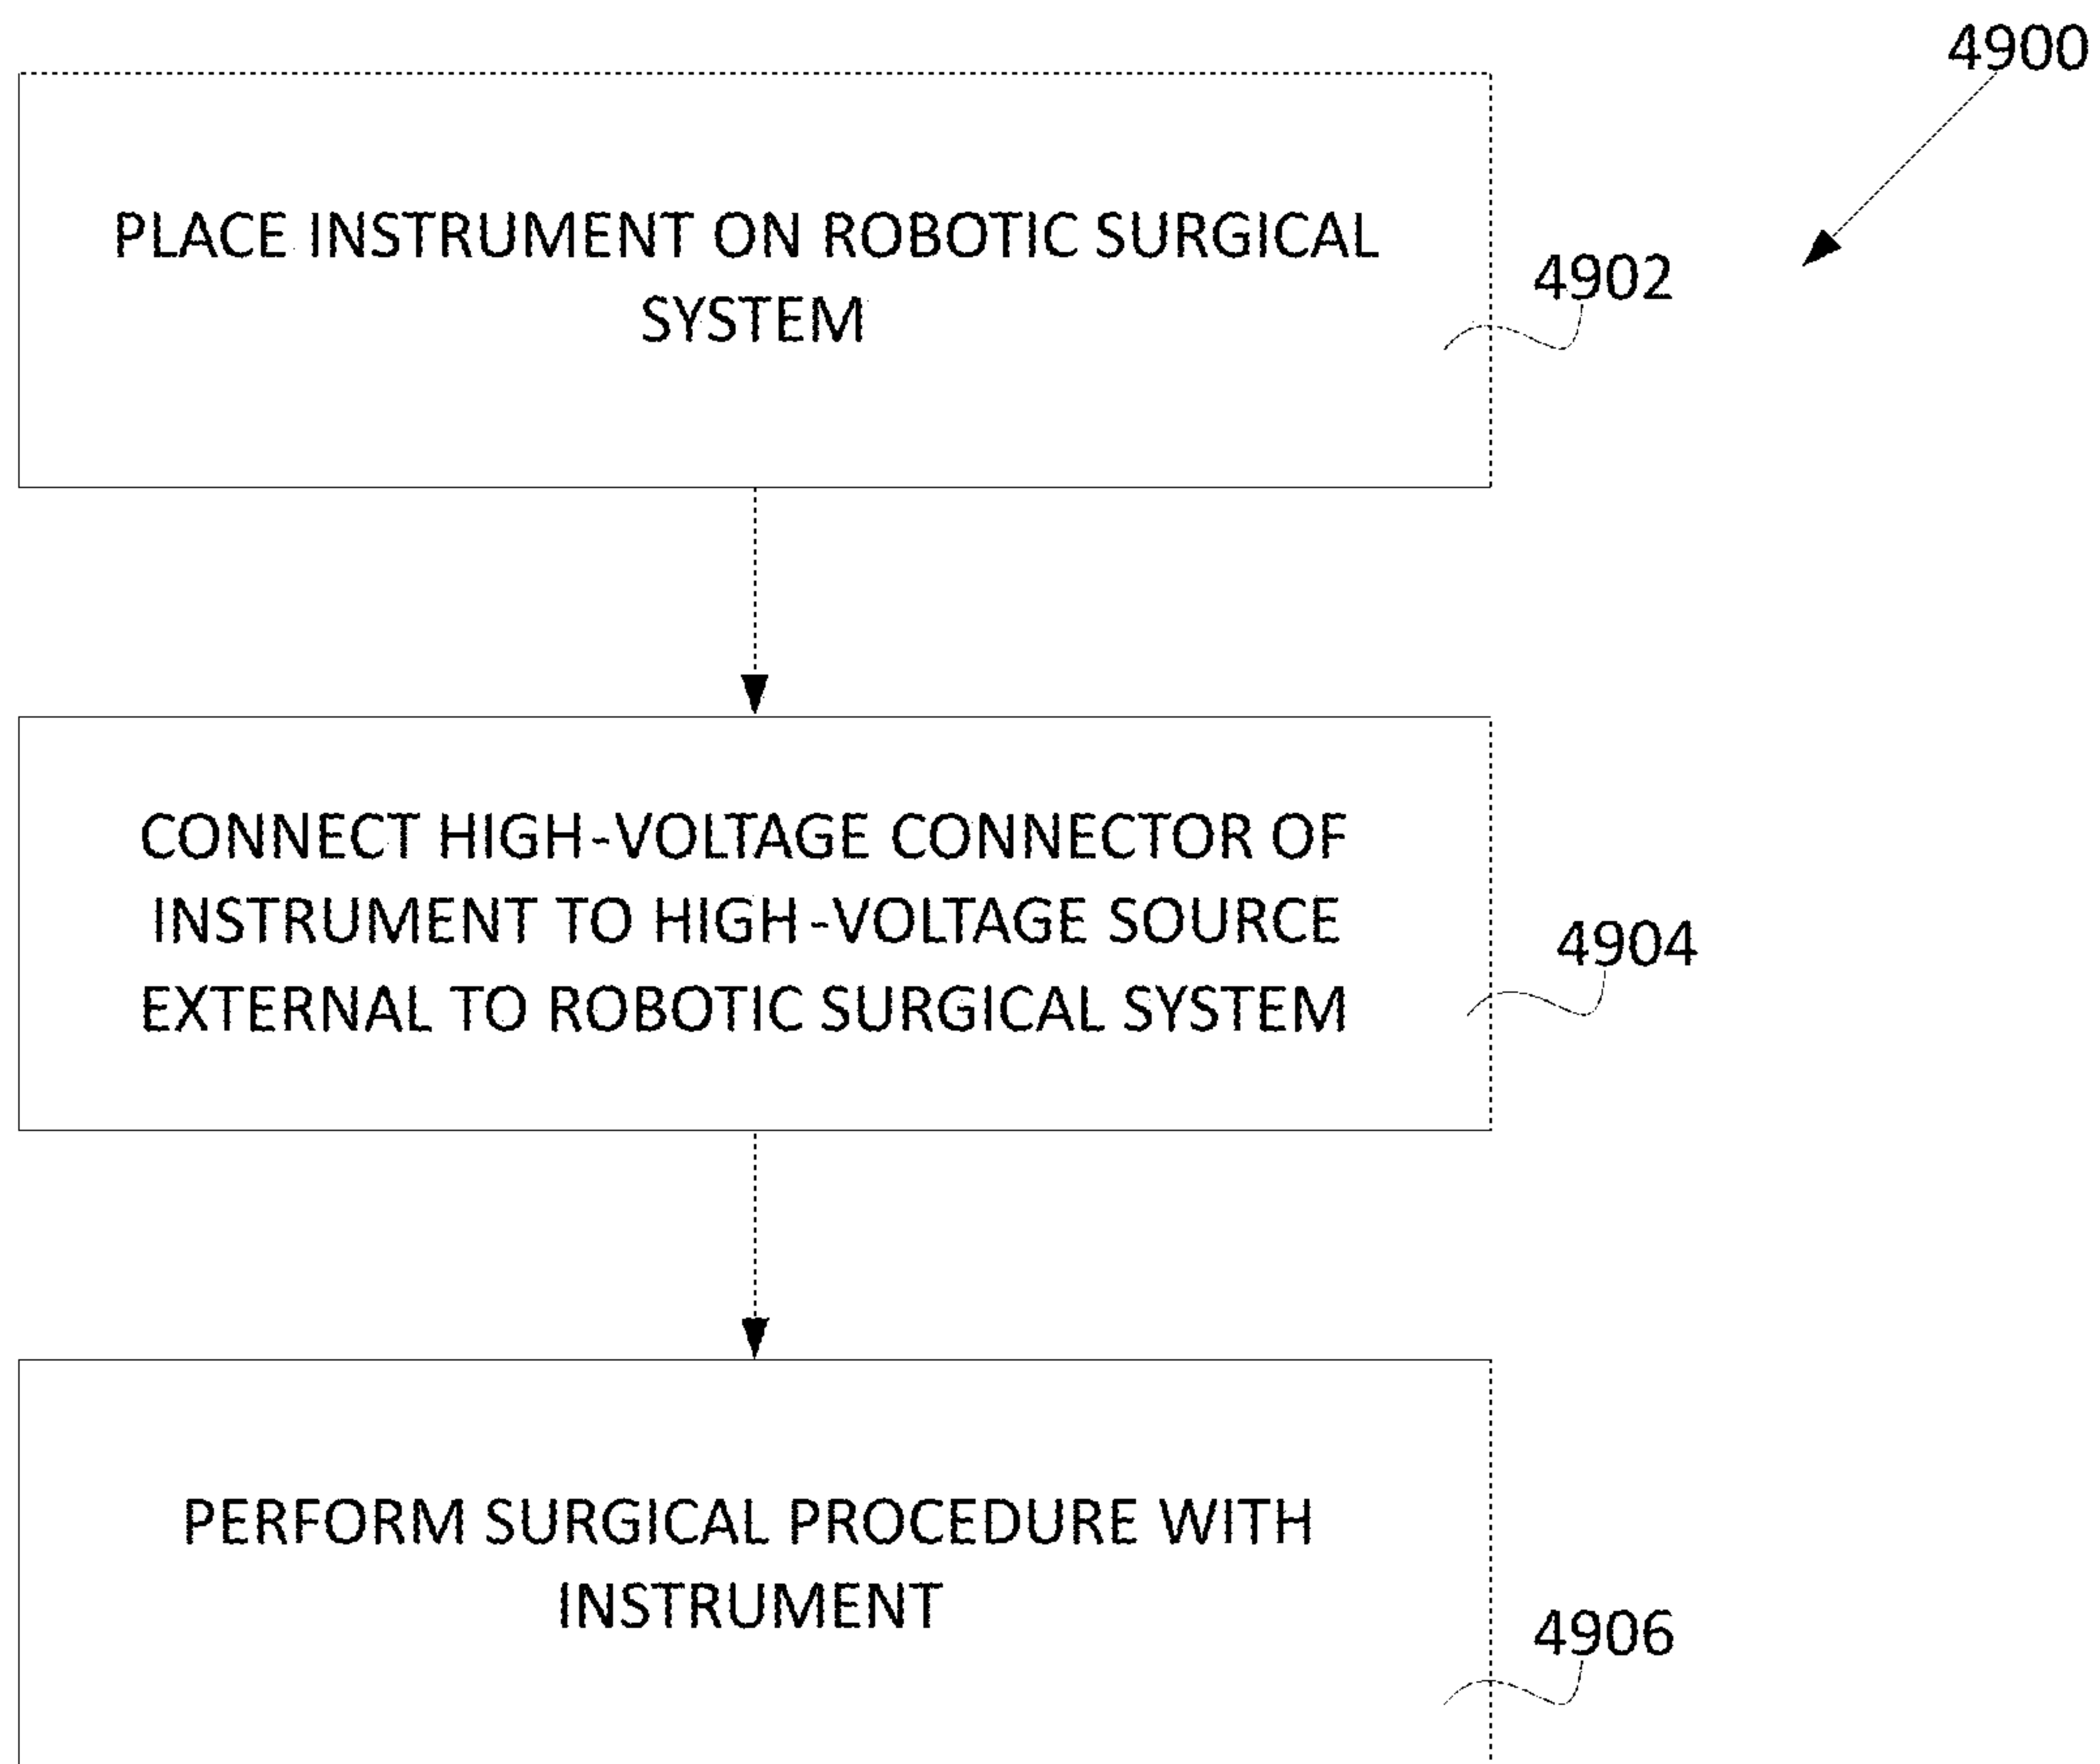 4900
PLACE INSTRUMENT ON ROBOTIC SURGICAL
SYSTEM
4902
CONNECT HIGH-VOLTAGE CONNECTOR OF
INSTRUMENT TO HIGH-VOLTAGE SOURCE
EXTERNAL TO ROBOTIC SURGICAL SYSTEM
4904
PERFORM SURGICAL PROCEDURE WITH
INSTRUMENT
4906